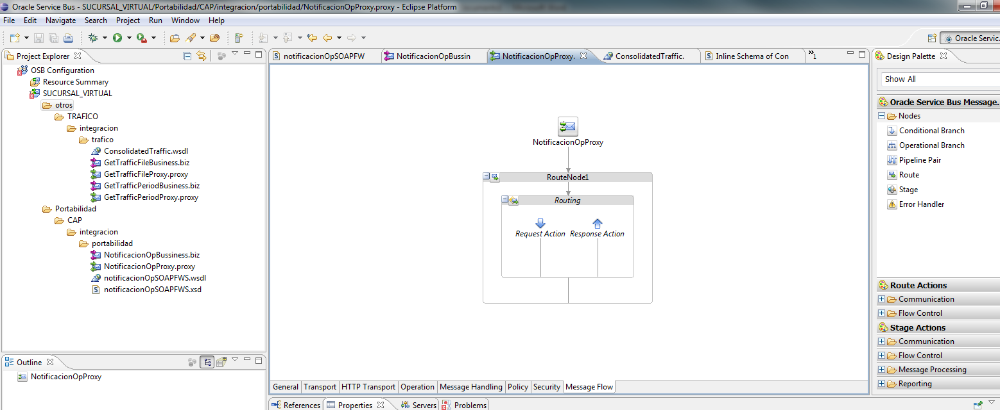 Oracle Service Bus - SUCURSAL_VIRTUAL/Portabilidad/CAP/integracion/portabilidad/NotificacionOpProxy.proxy - Eclipse Platform
File Edit Navigate Search Project Run Window Help
Oracle Servic
Project Explorer
OSB Configuration
Resource Summary
SUCURSAL_VIRTUAL
otros
TRAFICO
integracion
trafico
ConsolidatedTraffic.wsdl
GetTrafficFileBusiness.biz
GetTrafficFileProxy.proxy
GetTrafficPeriodBusiness.biz
GetTrafficPeriodProxy.proxy
Portabilidad
CAP
integracion
portabilidad
NotificacionOpBussiness.biz
NotificacionOpProxy.proxy
notificacionOpSOAPFWS.wsdl
notificacionOpSOAPFWS.xsd
Outline
NotificacionOpProxy
notificacionOpSOAPFW NotificacionOpBussin NotificacionOpProxy. ConsolidatedTraffic. Inline Schema of Con »1
NotificacionOpProxy
RouteNode1
Routing
Request Action Response Action
General Transport HTTP Transport Operation Message Handling Policy Security Message Flow
References Properties Servers Problems
Design Palette
Show All
Oracle Service Bus Message.
Nodes
Conditional Branch
Operational Branch
Pipeline Pair
Route
Stage
Error Handler
Route Actions
Communication
Flow Control
Stage Actions
Communication
Flow Control
Message Processing
Reporting